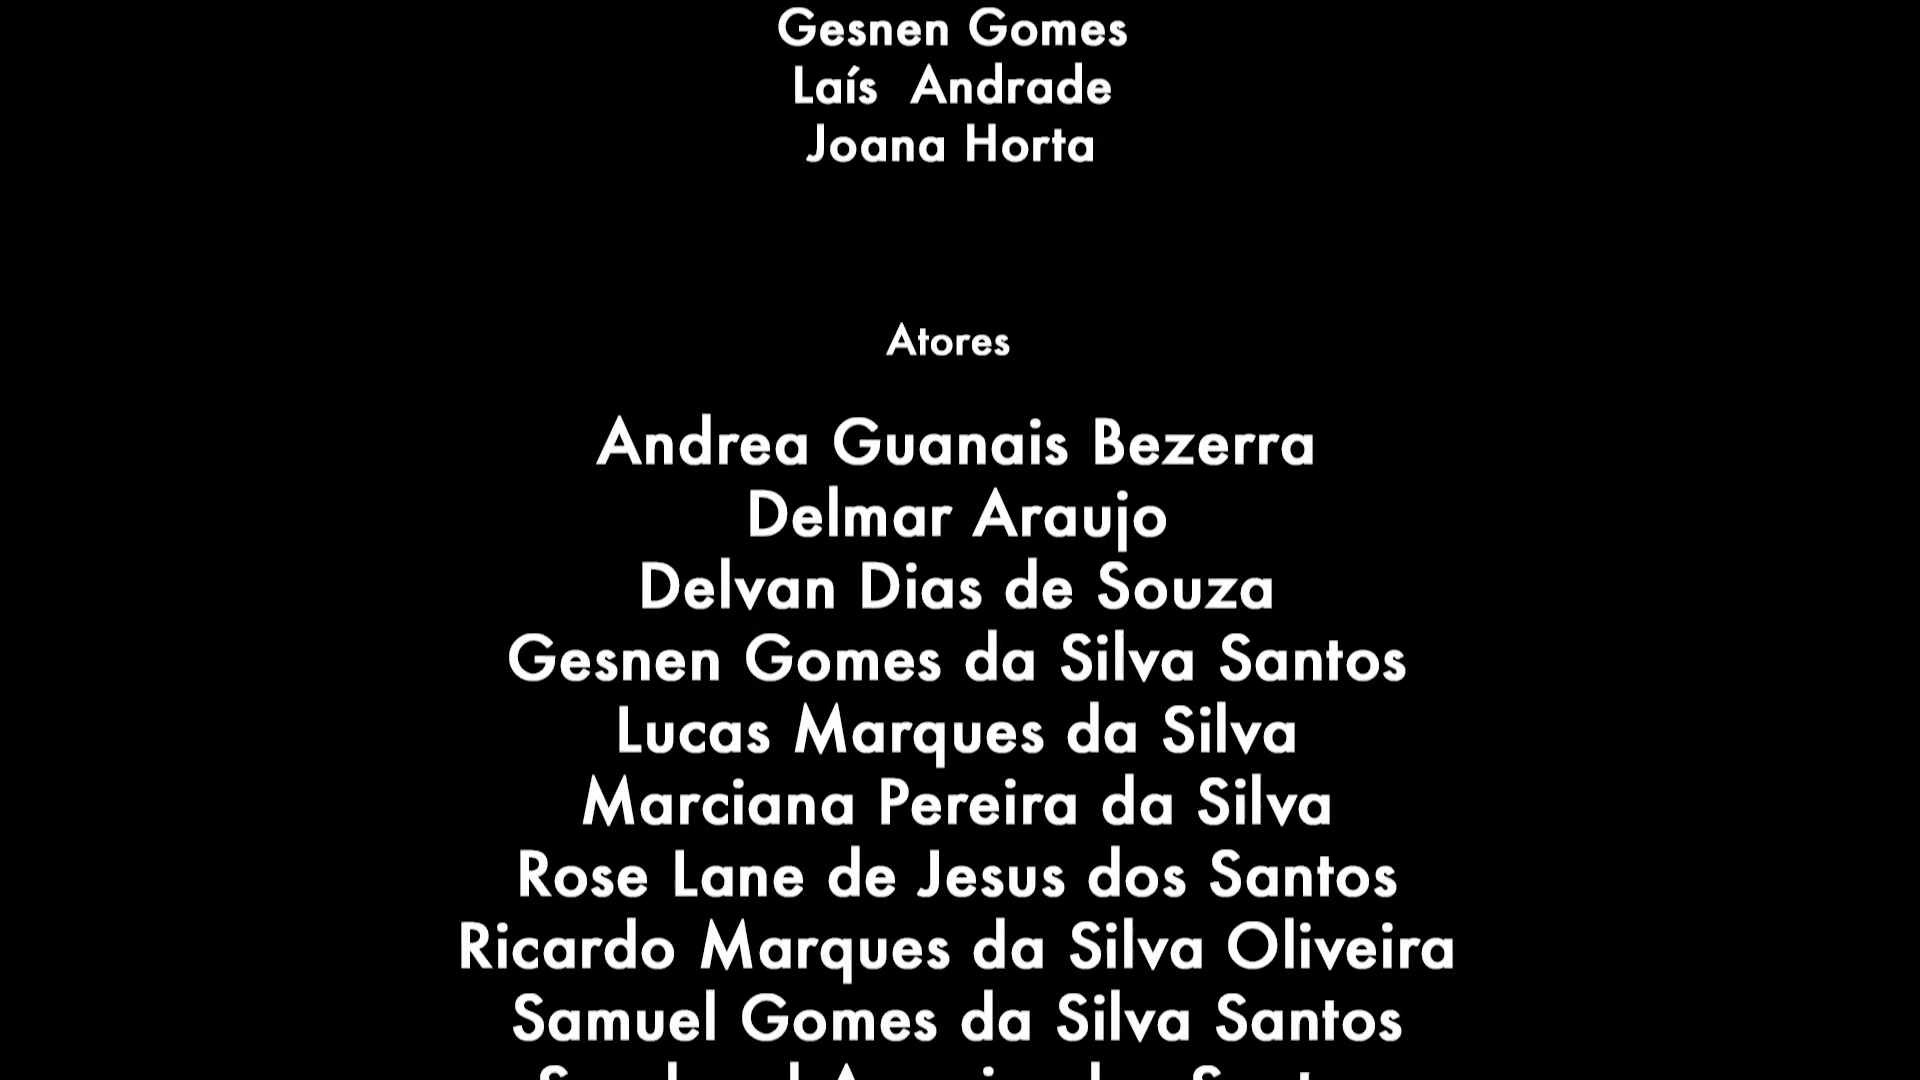 Gesnen Gomes
Laís  Andrade
Joana Horta
Atores
Andrea Guanais Bezerra
Delmar Araujo
Delvan Dias de Souza
Gesnen Gomes da Silva Santos
Lucas Marques da Silva
Marciana Pereira da Silva
Rose Lane de Jesus dos Santos
Ricardo Marques da Silva Oliveira
Samuel Gomes da Silva Santos